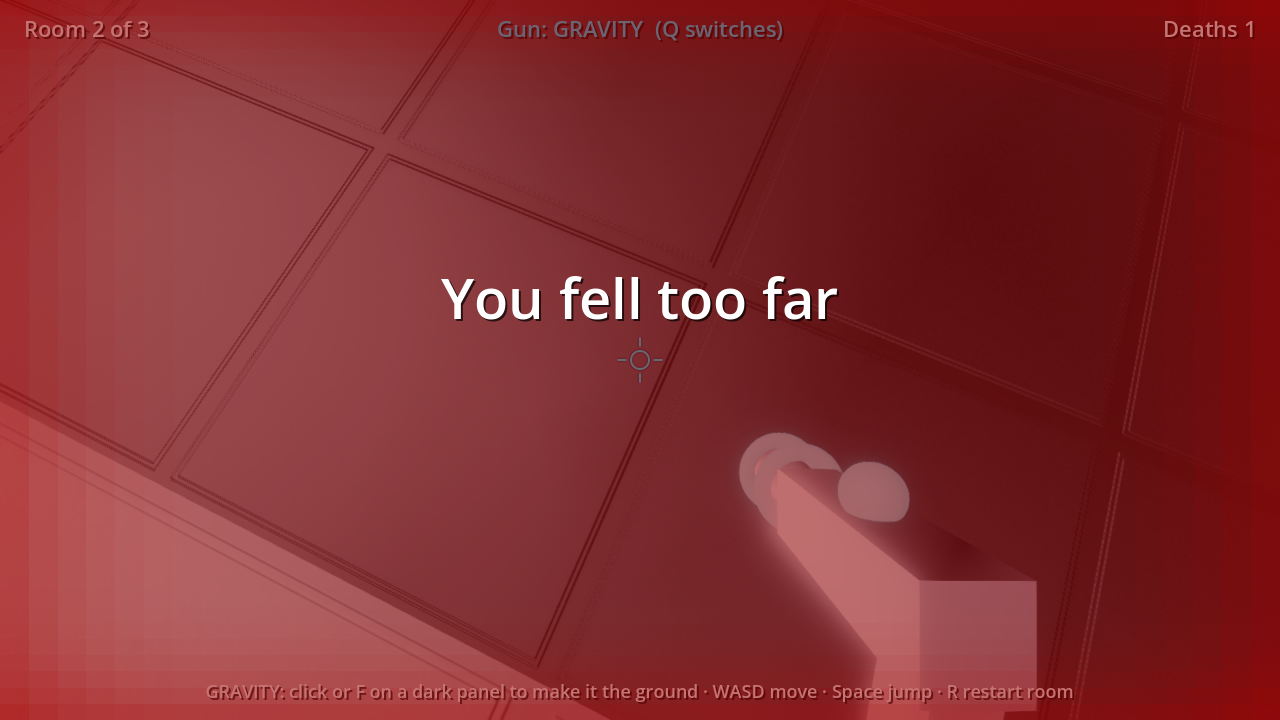 Room 2 of 3
Gun: GRAVITY (Q switches)
Deaths 1
You fell too far
GRAVITY: click or F on a dark panel to make it the ground · WASD move · Space jump · R restart room